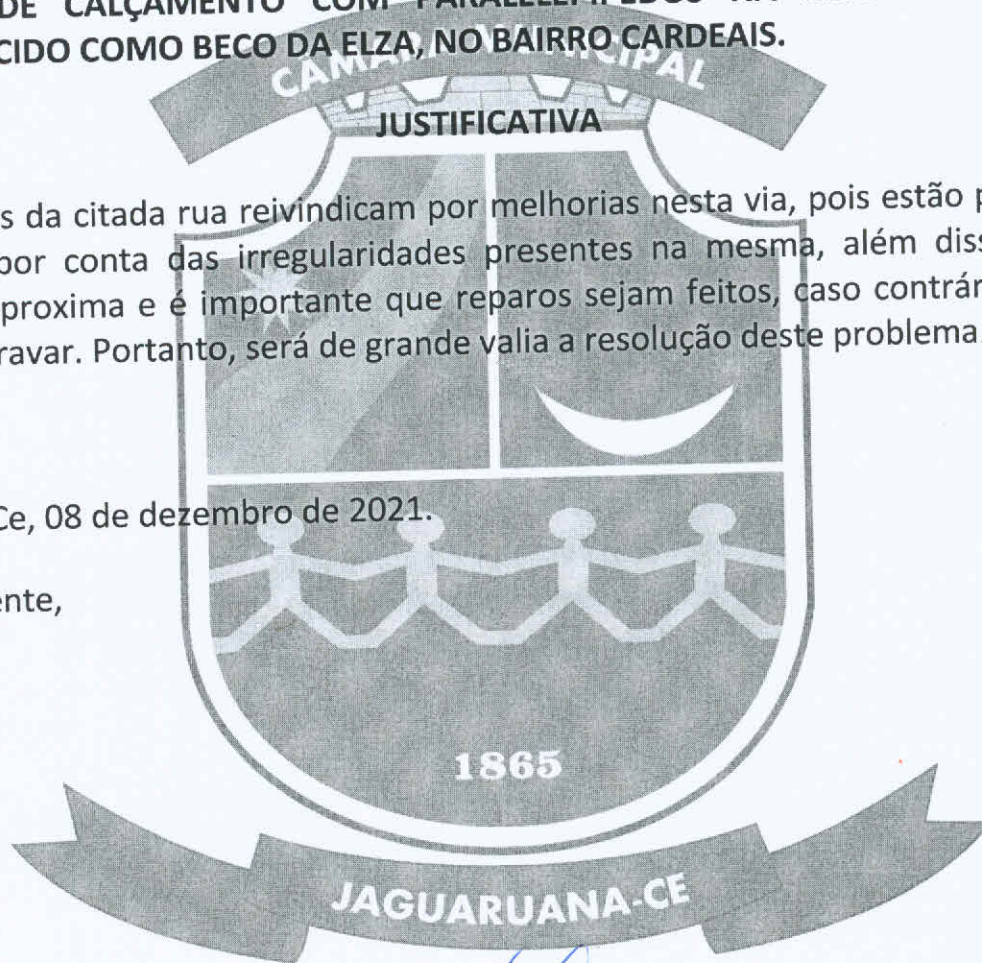 DE CALÇAMENTO COM PARALELEPÍPEDOS
CIDO COMO BECO DA ELZA, NO BAIRRO CARDEAIS.
CÂMARA MUNICIPAL
JUSTIFICATIVA
s da citada rua reivindicam por melhorias nesta via, pois estão p
por conta das irregularidades presentes na mesma, além diss
proxima e é importante que reparos sejam feitos, caso contrár
ravar. Portanto, será de grande valia a resolução deste problema.
Ce, 08 de dezembro de 2021.
ente,
1865
JAGUARUANA-CE